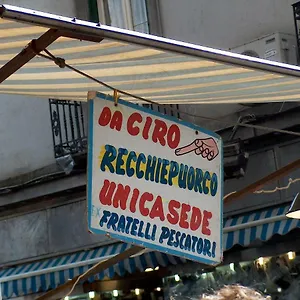 DA CIRO
RECCHIEPUORCO
UNICA SEDE
FRATELLI PESCATORI